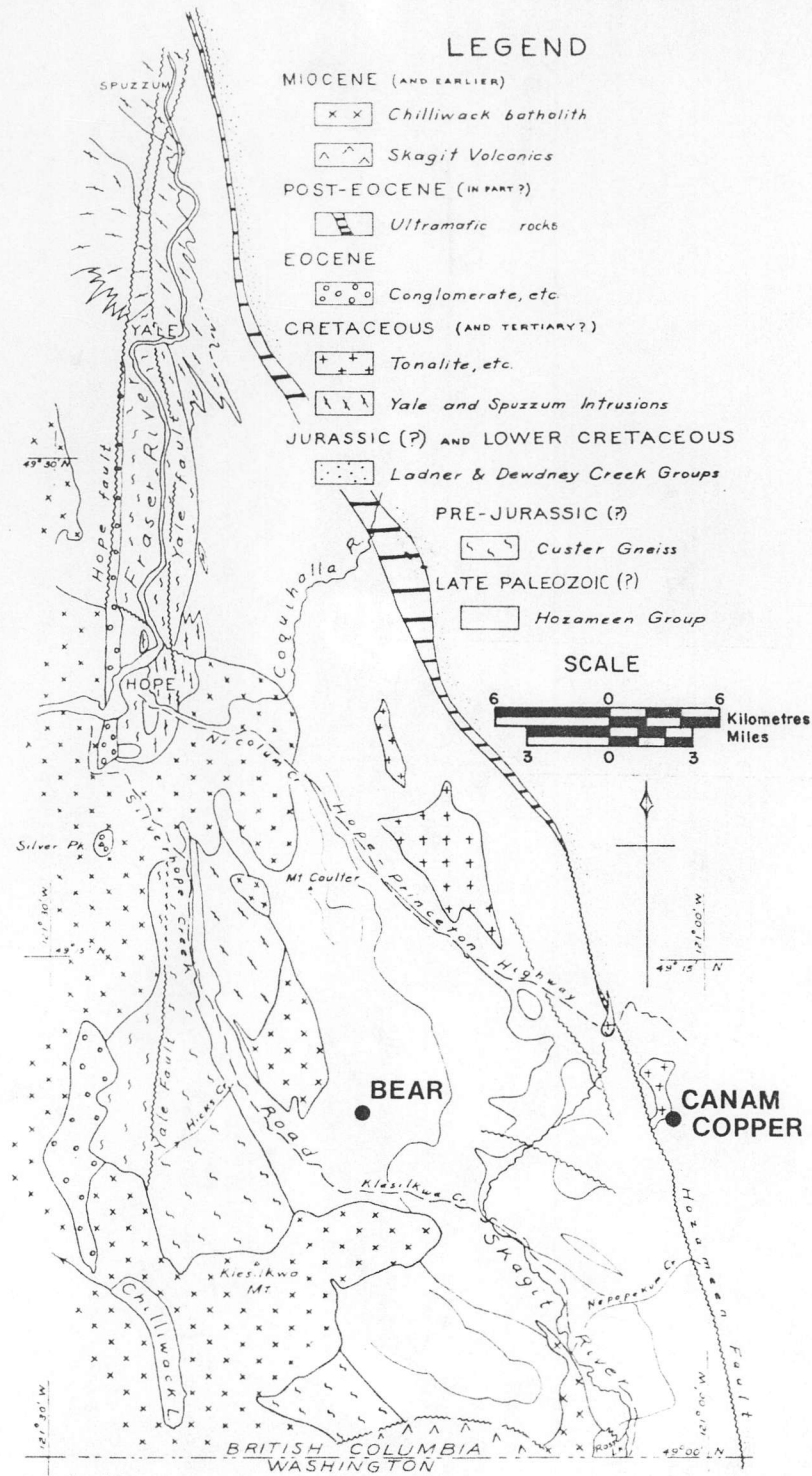 LEGEND
MIOCENE (AND EARLIER)
Chilliwack batholith
Skagit Volcanics
POST-EOCENE (IN PART?)
Ultramafic rocks
EOCENE
Conglomerate, etc.
CRETACEOUS (AND TERTIARY?)
Tonalite, etc.
Yale and Spuzzum Intrusions
JURASSIC (?) AND LOWER CRETACEOUS
Ladner & Dewdney Creek Groups
PRE-JURASSIC (?)
Custer Gneiss
LATE PALEOZOIC (?)
Hozameen Group
SCALE
6 0 6
Kilometres
Miles
3 0 3
SPUZZUM
YALE
Hope fault
Fraser River
Yale fault
49° 30' N
Coquihalla R.
HOPE
Nicolum Cr.
Hope-Princeton Highway
Silverhope Creek
Road
Silver Pk.
Mt Coulter
121° 30' W
49° 15' N
121° 00' W
49° 15' N
BEAR
CANAM
COPPER
Yale Fault
Hicks Cr.
Klesilkwa Cr.
Skagit River
Nepopekum Cr.
Hozameen Fault
Klesilkwa
Mt
Chilliwack L.
Ross L.
121° 30' W
121° 00' W
49° 00' N
BRITISH COLUMBIA
WASHINGTON